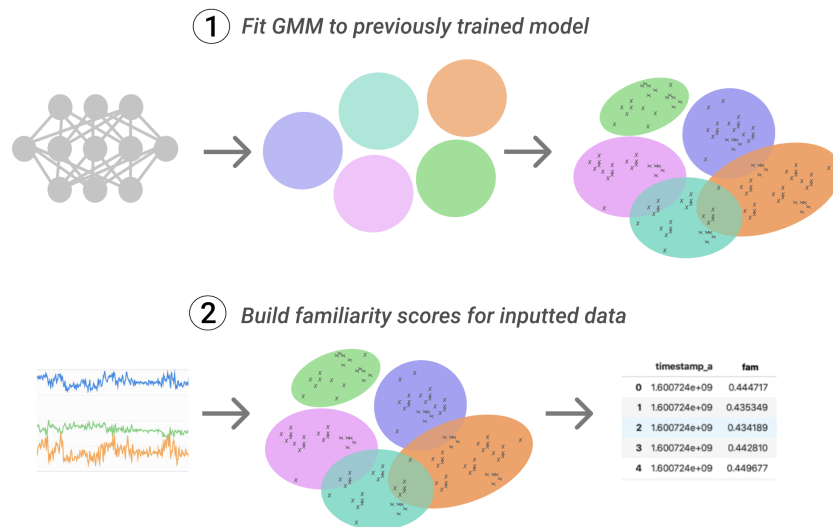 1 Fit GMM to previously trained model
2 Build familiarity scores for inputted data
timestamp_a fam
0 1.600724e+09 0.444717
1 1.600724e+09 0.435349
2 1.600724e+09 0.434189
3 1.600724e+09 0.442810
4 1.600724e+09 0.449677